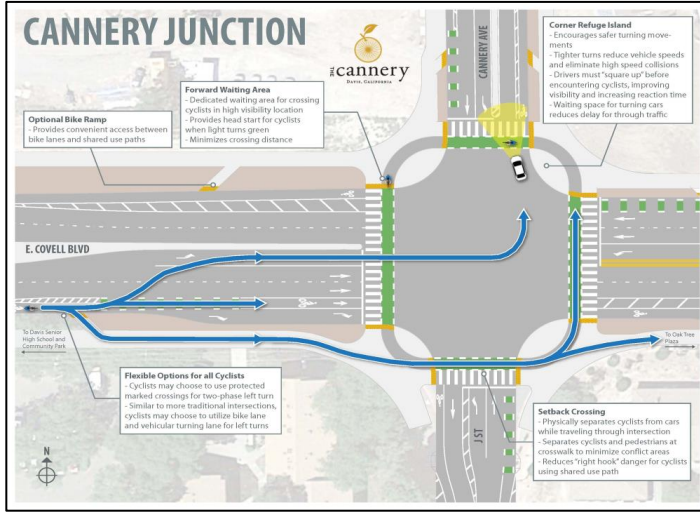 CANNERY JUNCTION
THE cannery
DAVIS, CALIFORNIA
CANNERY AVE
Corner Refuge Island
- Encourages safer turning move-
ments
- Tighter turns reduce vehicle speeds
and eliminate high speed collisions
- Drivers must "square up" before
encountering cyclists, improving
visibility and increasing reaction time
- Waiting space for turning cars
reduces delay for through traffic
Forward Waiting Area
- Dedicated waiting area for crossing
cyclists in high visibility location
- Provides head start for cyclists
when light turns green
- Minimizes crossing distance
Optional Bike Ramp
- Provides convenient access between
bike lanes and shared use paths
E. COVELL BLVD
To Davis Senior
High School and
Community Park
To Oak Tree
Plaza
Flexible Options for all Cyclists
- Cyclists may choose to use protected
marked crossings for two-phase left turn
- Similar to more traditional intersections,
cyclists may choose to utilize bike lane
and vehicular turning lane for left turns
J ST
Setback Crossing
- Physically separates cyclists from cars
while traveling through intersection
- Separates cyclists and pedestrians at
crosswalk to minimize conflict areas
- Reduces "right hook" danger for cyclists
using shared use path
N